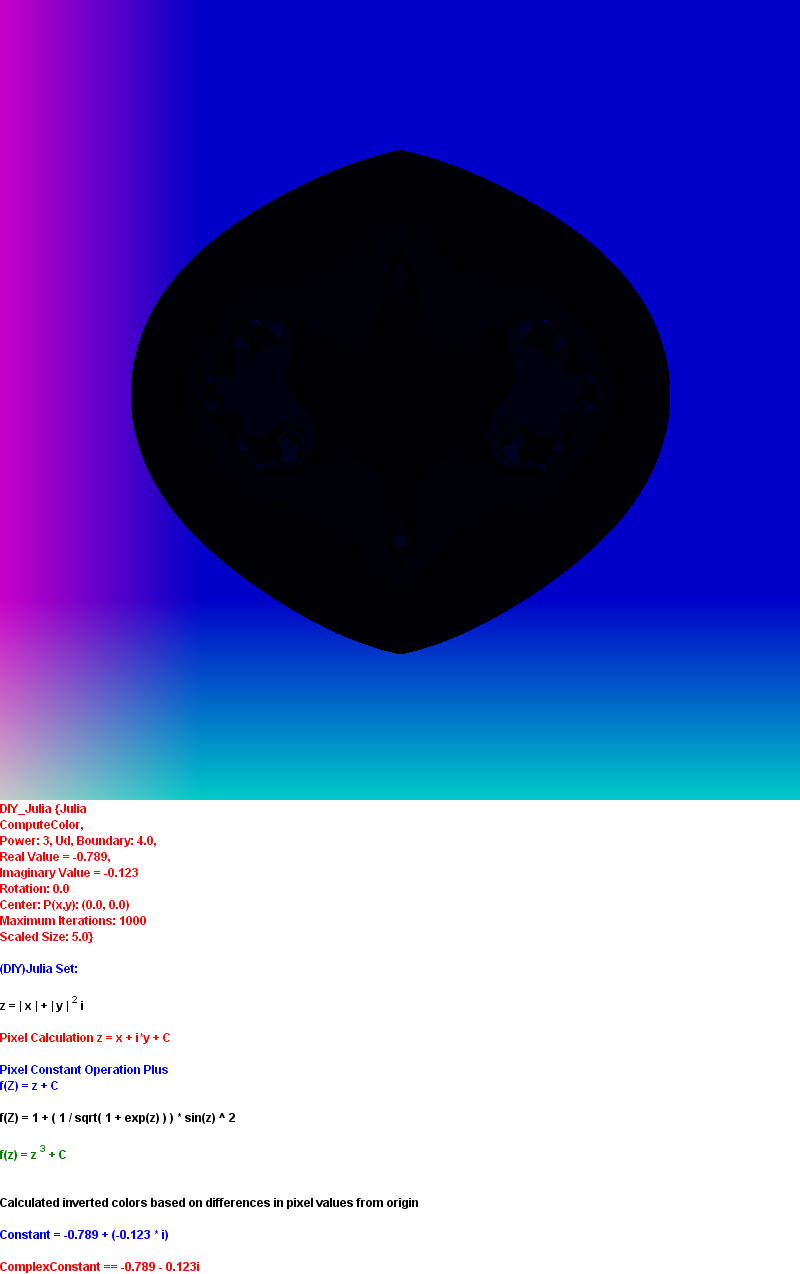 DIY_Julia {Julia
ComputeColor,
Power: 3, Ud, Boundary: 4.0,
Real Value = -0.789,
Imaginary Value = -0.123
Rotation: 0.0
Center: P(x,y): (0.0, 0.0)
Maximum Iterations: 1000
Scaled Size: 5.0}
(DIY)Julia Set:
z = | x | + | y | 2 i
Pixel Calculation z = x + i*y + C
Pixel Constant Operation Plus
f(Z) = z + C
f(Z) = 1 + ( 1 / sqrt( 1 + exp(z) ) ) * sin(z) ^ 2
f(z) = z 3 + C
Calculated inverted colors based on differences in pixel values from origin
Constant = -0.789 + (-0.123 * i)
ComplexConstant == -0.789 - 0.123i